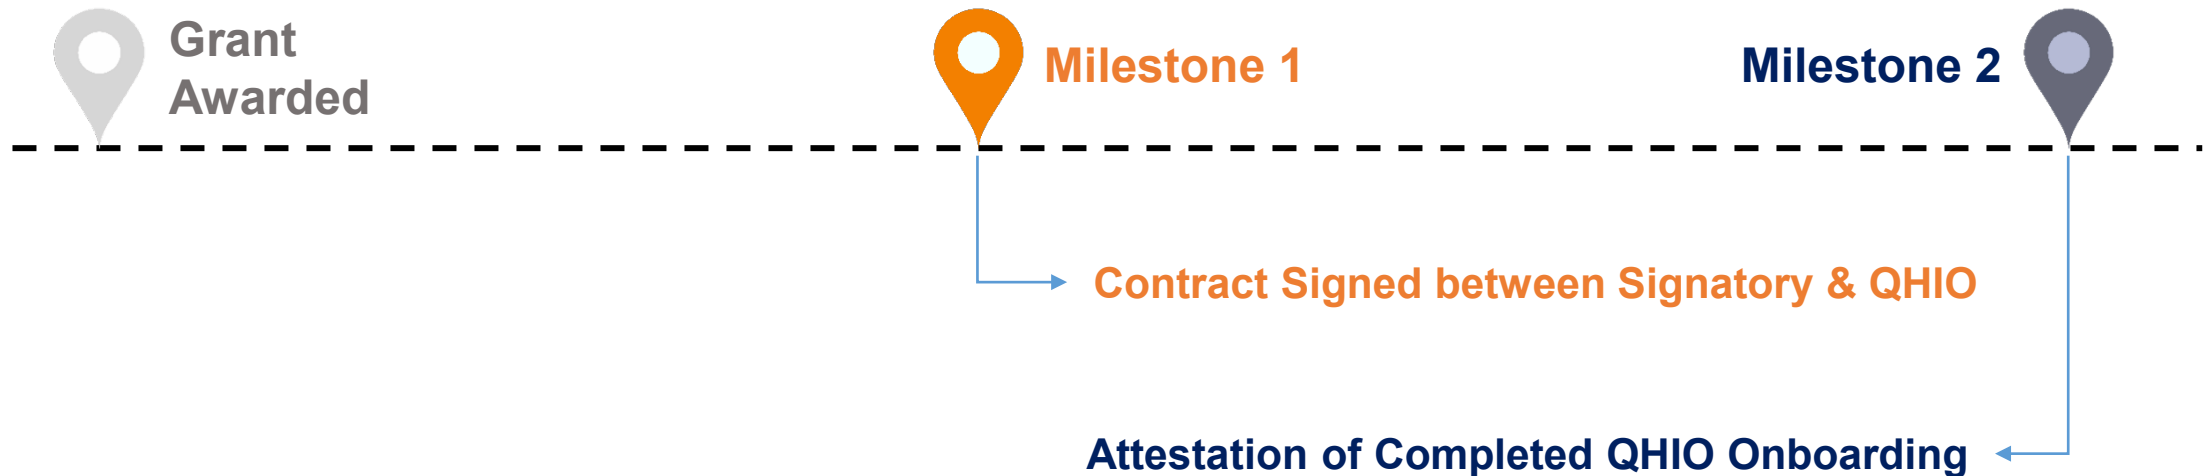 Grant
Awarded
Milestone 1
Milestone 2
Contract Signed between Signatory & QHIO
Attestation of Completed QHIO Onboarding